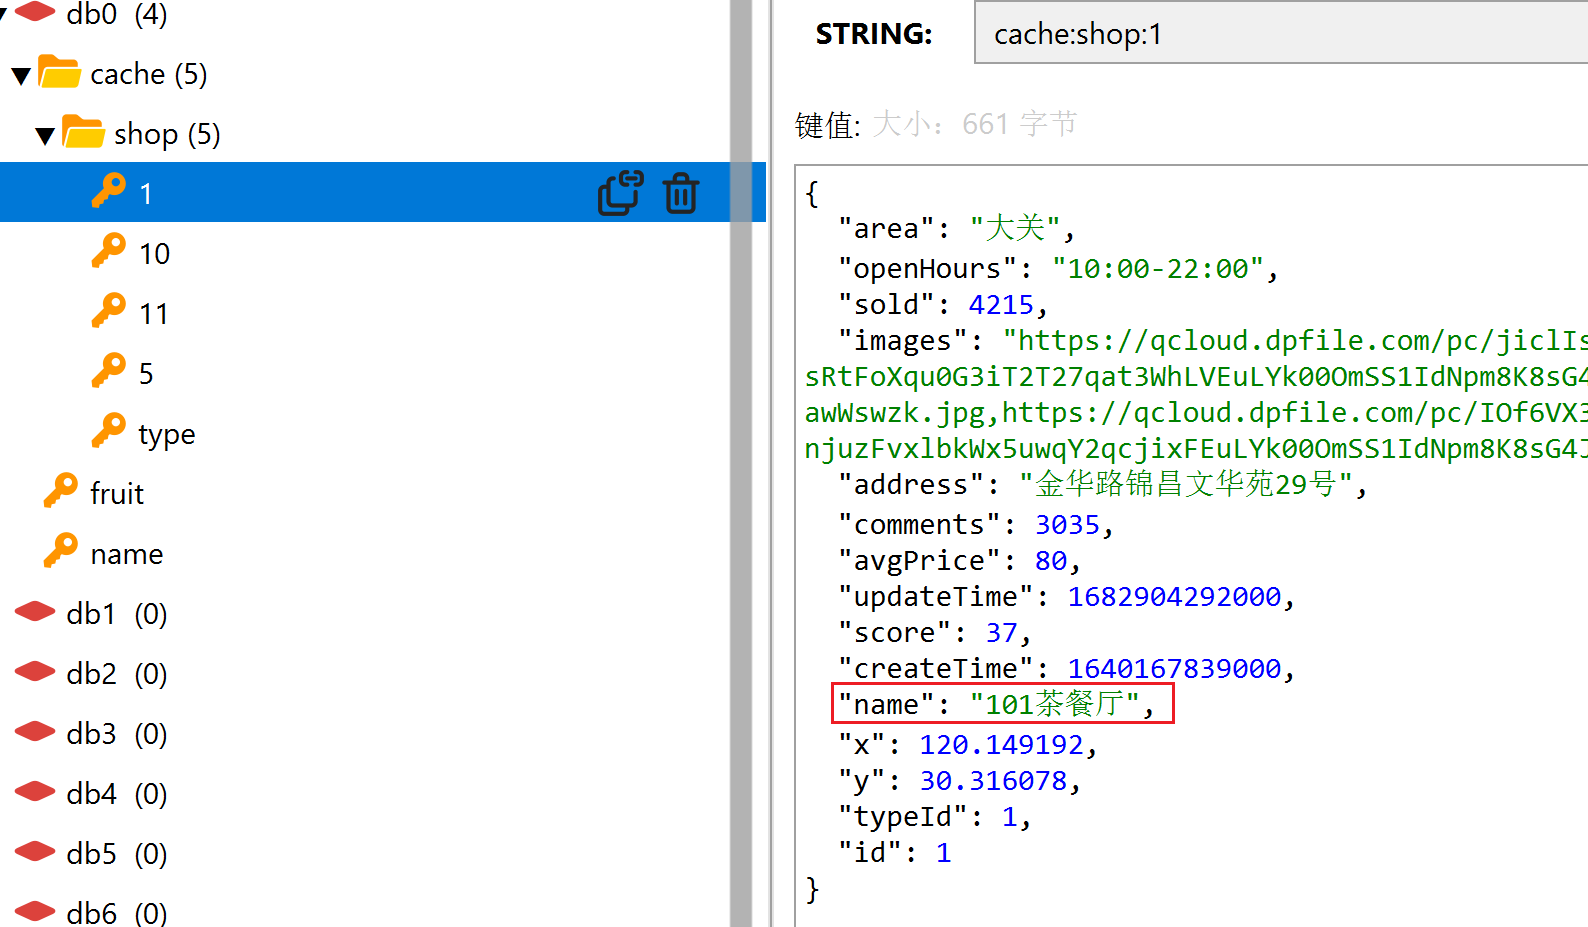 db0 (4)
cache (5)
shop (5)
1
10
11
5
type
fruit
name
db1 (0)
db2 (0)
db3 (0)
db4 (0)
db5 (0)
db6 (0)
STRING:
cache:shop:1
键值: 大小: 661 字节
{
"area": "大关",
"openHours": "10:00-22:00",
"sold": 4215,
"images": "https://qcloud.dpfile.com/pc/jiclIs
sRtFoXqu0G3iT2T27qat3WhLVEuLYk00OmSS1IdNpm8K8sG4
awWswzk.jpg,https://qcloud.dpfile.com/pc/IOf6VX3
njuzFvxlbkWx5uwqY2qcjixFEuLYk00OmSS1IdNpm8K8sG4J
"address": "金华路锦昌文华苑29号",
"comments": 3035,
"avgPrice": 80,
"updateTime": 1682904292000,
"score": 37,
"createTime": 1640167839000,
"name": "101茶餐厅",
"x": 120.149192,
"y": 30.316078,
"typeId": 1,
"id": 1
}